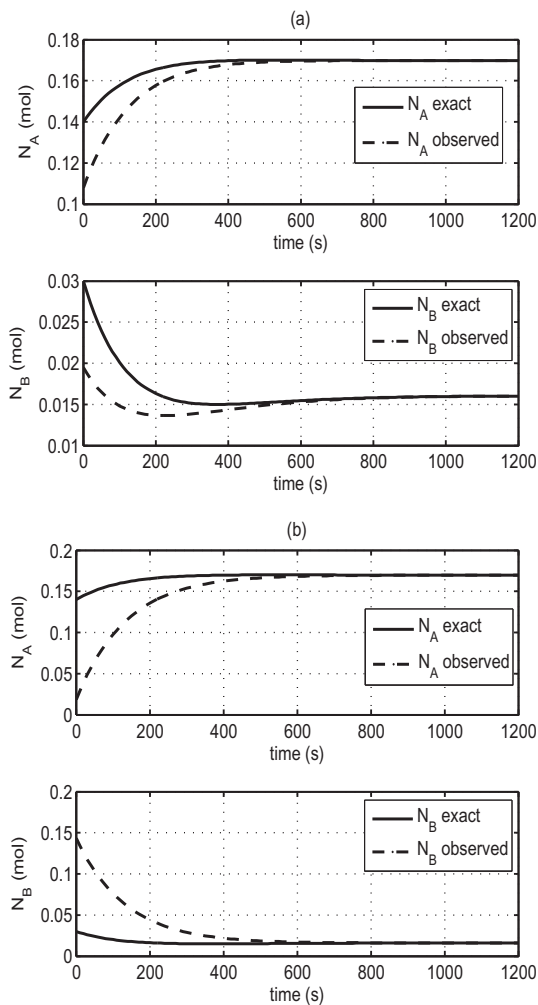 (a)
0.18
0.16
0.14
0.12
0.1
N_A (mol)
N_A exact
N_A observed
0 200 400 600 800 1000 1200
time (s)
0.03
0.025
0.02
0.015
0.01
N_B (mol)
N_B exact
N_B observed
0 200 400 600 800 1000 1200
time (s)
(b)
0.2
0.15
0.1
0.05
0
N_A (mol)
N_A exact
N_A observed
0 200 400 600 800 1000 1200
time (s)
0.2
0.15
0.1
0.05
0
N_B (mol)
N_B exact
N_B observed
0 200 400 600 800 1000 1200
time (s)